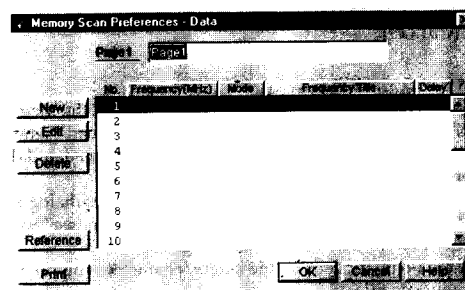 Memory Scan Preferences - Data
Page1 Page1
No. Frequency(MHz) Mode Frequency Title Delay
New
Edit
Delete
Reference
Print
1
2
3
4
5
6
7
8
9
10
OK Cancel Help